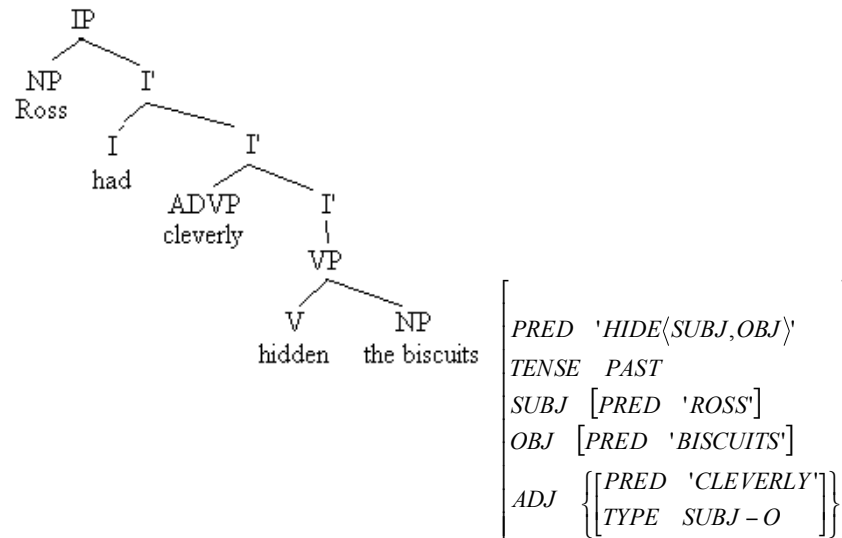 IP
NP I'
Ross
I I'
had
ADVP I'
cleverly
VP
V NP
hidden the biscuits
PRED 'HIDE⟨SUBJ,OBJ⟩'
TENSE PAST
SUBJ [PRED 'ROSS']
OBJ [PRED 'BISCUITS']
ADJ {[PRED 'CLEVERLY'
TYPE SUBJ – O]}